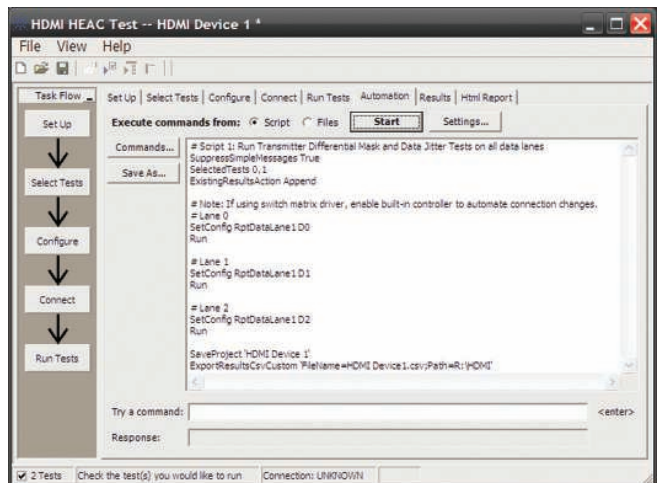 HDMI HEAC Test -- HDMI Device 1 *
File View Help
Task Flow
Set Up
Select Tests
Configure
Connect
Run Tests
Set Up | Select Tests | Configure | Connect | Run Tests | Automation | Results | Html Report
Execute commands from: Script Files Start Settings...
Commands...
Save As...
# Script 1: Run Transmitter Differential Mask and Data Jitter Tests on all data lanes
SuppressSimpleMessages True
SelectedTests 0,1
ExistingResultsAction Append
# Note: If using switch matrix driver, enable built-in controller to automate connection changes.
# Lane 0
SetConfig RptDataLane1 D0
Run
# Lane 1
SetConfig RptDataLane1 D1
Run
# Lane 2
SetConfig RptDataLane1 D2
Run
SaveProject 'HDMI Device 1'
ExportResultsCsvCustom 'FileName=HDMI Device1.csv;Path=R:\HDMI'
Try a command: <enter>
Response:
2 Tests Check the test(s) you would like to run Connection: UNKNOWN